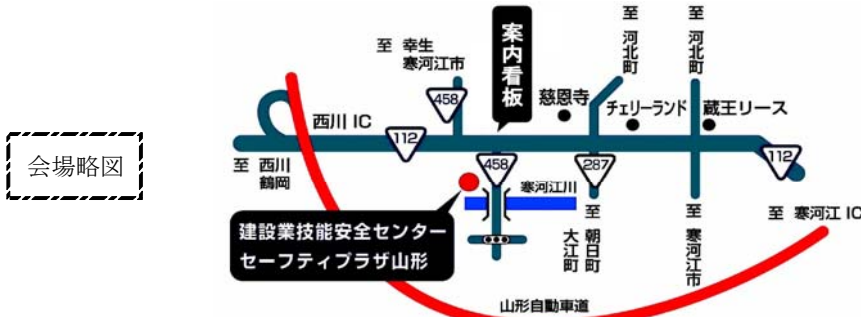 会場略図
至 幸生
寒河江市
案内看板
至 河北町
至 河北町
458
慈恩寺
チェリーランド
蔵王リース
西川 IC
112
至 西川
鶴岡
458
287
112
寒河江川
建設業技能安全センター
セーフティプラザ山形
至 朝日町
大江町
至 寒河江市
至 寒河江 IC
山形自動車道